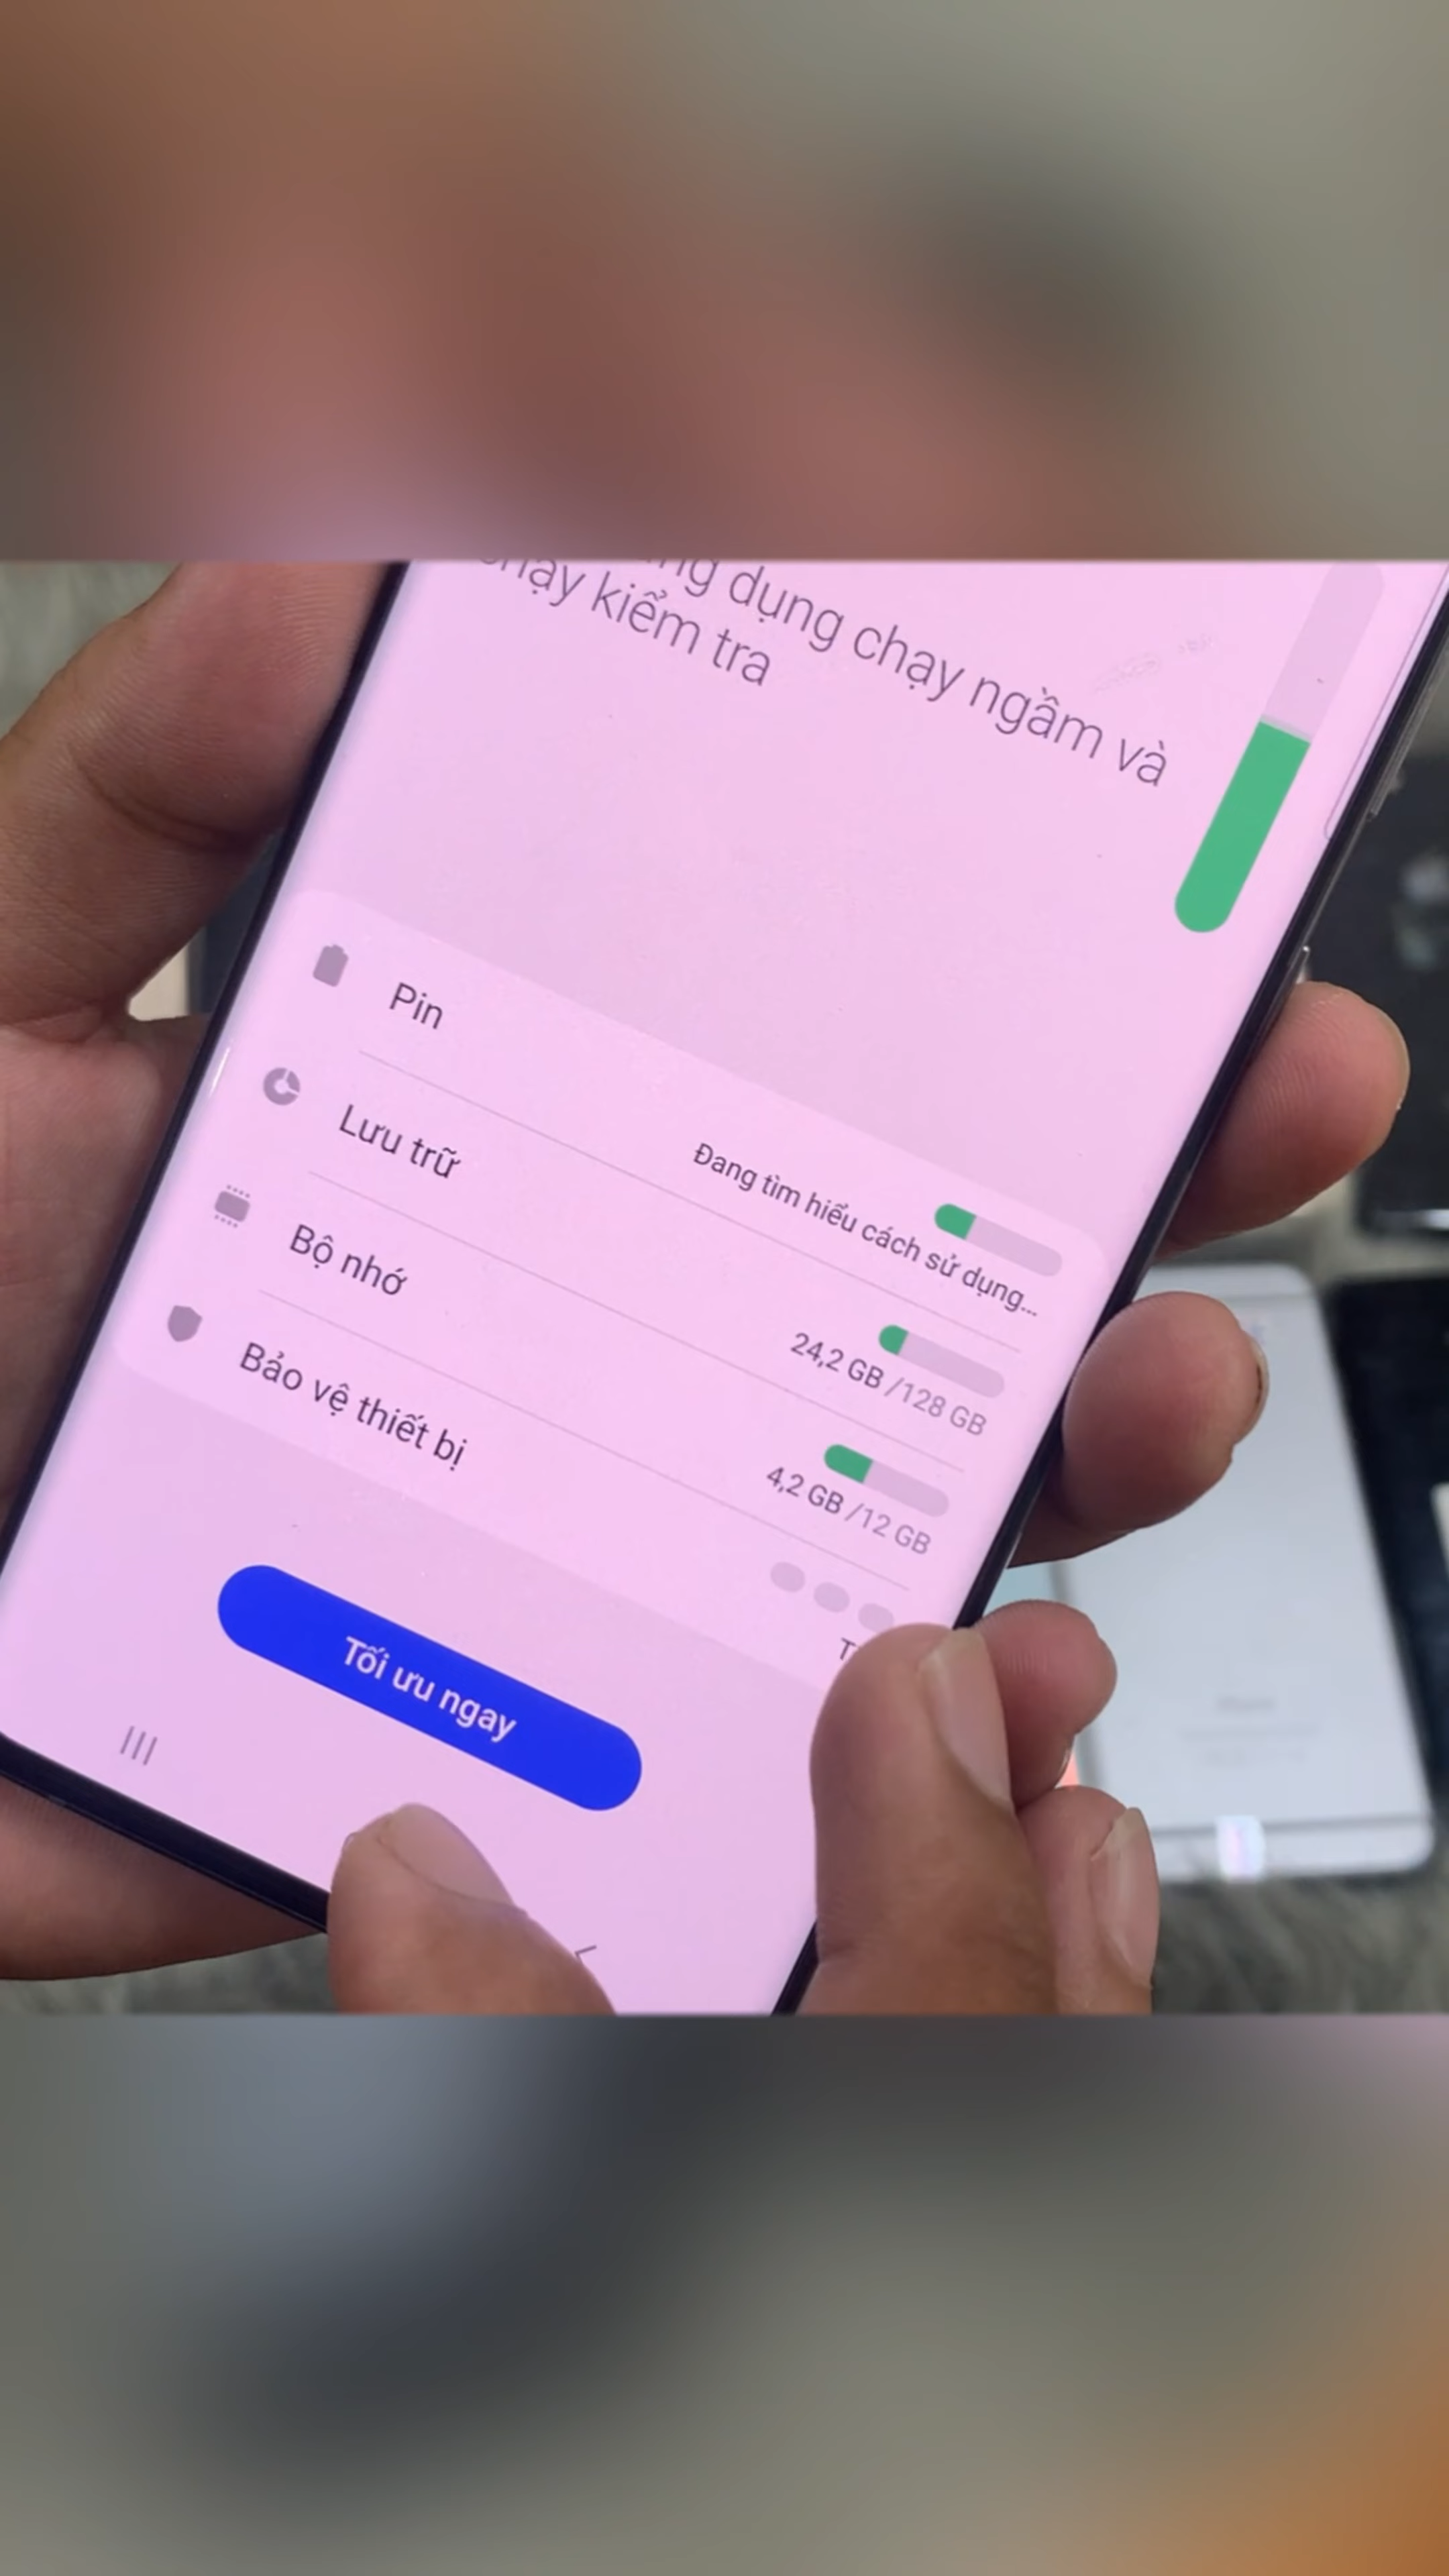 dụng chạy ngầm và
chạy kiểm tra
Pin
Đang tìm hiểu cách sử dụng...
Lưu trữ
24,2 GB /128 GB
Bộ nhớ
4,2 GB /12 GB
Bảo vệ thiết bị
Tối ưu ngay